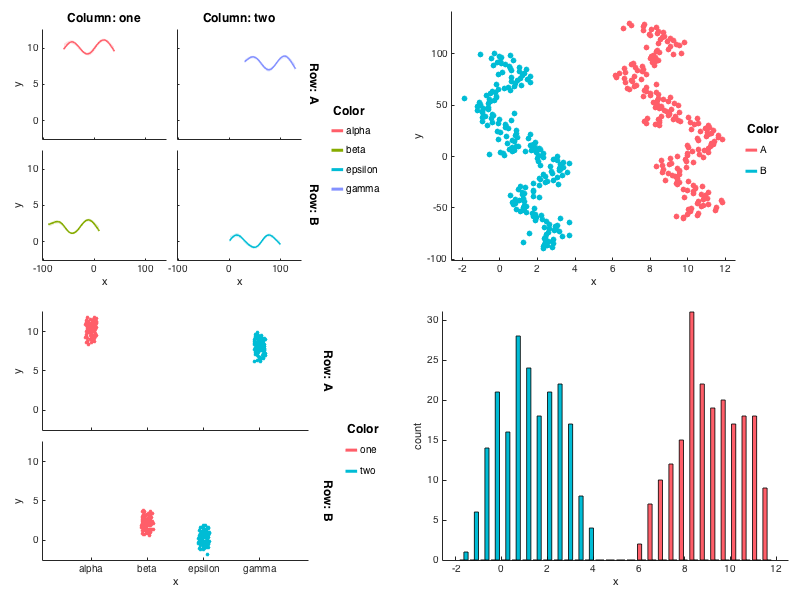 Column: one
Column: two
10
5
0
y
Row: A
10
5
0
y
Row: B
-100
0
100
-100
0
100
x
x
Color
alpha
beta
epsilon
gamma
100
50
0
-50
-100
y
-2
0
2
4
6
8
10
12
x
Color
A
B
10
5
0
y
Row: A
10
5
0
y
Row: B
alpha
beta
epsilon
gamma
x
Color
one
two
30
25
20
15
10
5
0
count
-2
0
2
4
6
8
10
12
x